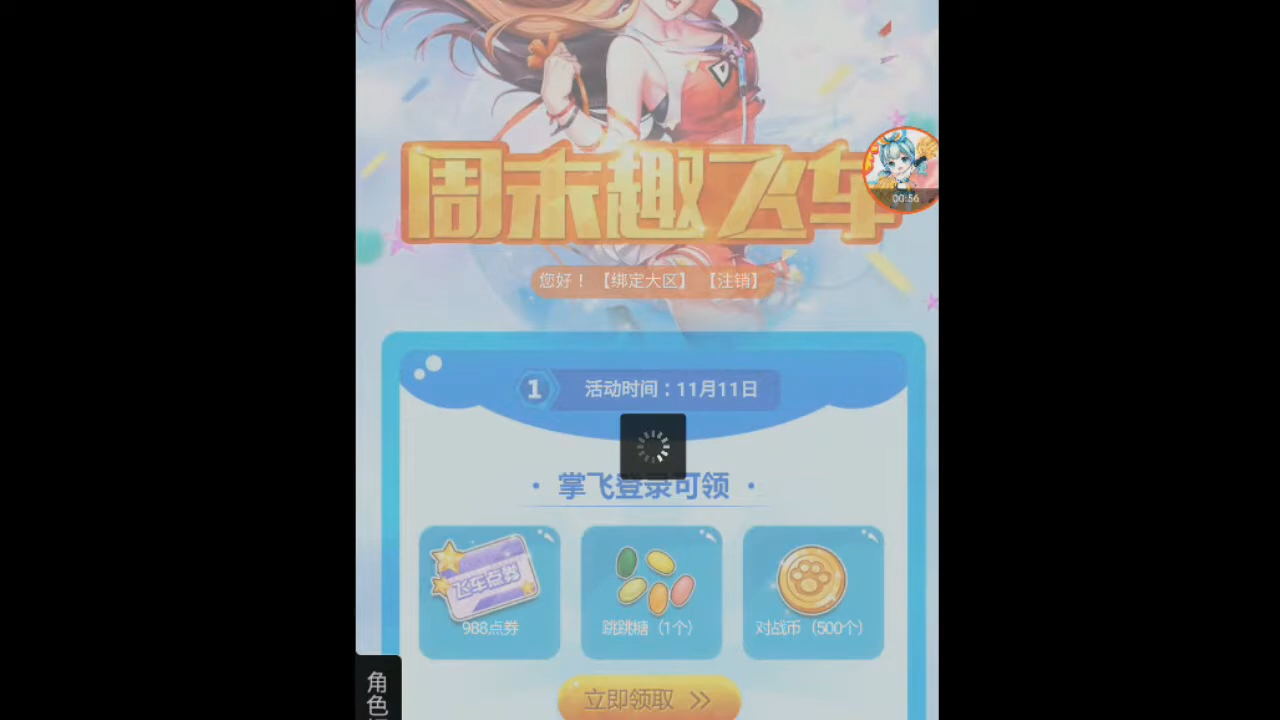 周末趣飞车
00:56
您好！【绑定大区】【注销】
1 活动时间：11月11日
· 掌飞登录可领 ·
飞车点券
988点券
跳跳糖（1个）
对战币（500个）
立即领取 >>
角色